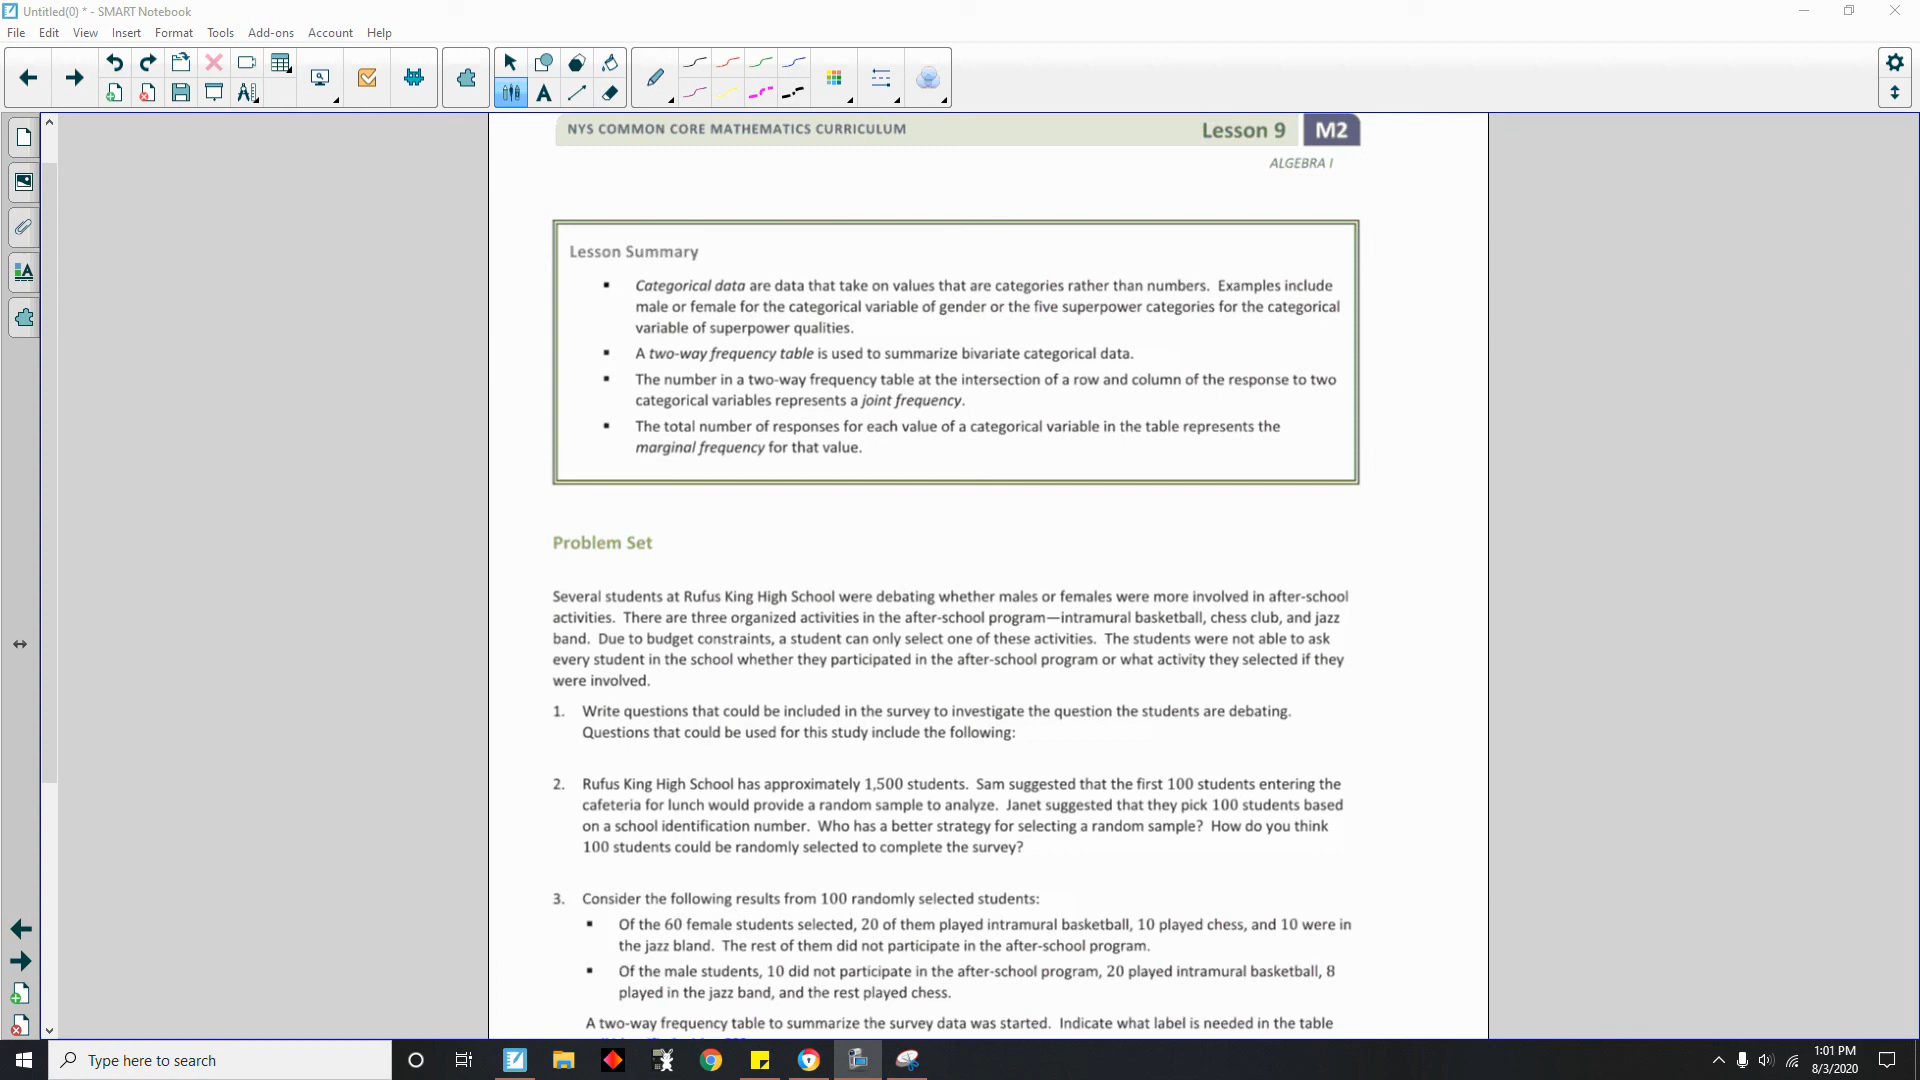 Untitled(0) * - SMART Notebook
File Edit View Insert Format Tools Add-ons Account Help
NYS COMMON CORE MATHEMATICS CURRICULUM Lesson 9 M2
ALGEBRA I
Lesson Summary
▪ Categorical data are data that take on values that are categories rather than numbers. Examples include
male or female for the categorical variable of gender or the five superpower categories for the categorical
variable of superpower qualities.
▪ A two-way frequency table is used to summarize bivariate categorical data.
▪ The number in a two-way frequency table at the intersection of a row and column of the response to two
categorical variables represents a joint frequency.
▪ The total number of responses for each value of a categorical variable in the table represents the
marginal frequency for that value.
Problem Set
Several students at Rufus King High School were debating whether males or females were more involved in after-school
activities. There are three organized activities in the after-school program—intramural basketball, chess club, and jazz
band. Due to budget constraints, a student can only select one of these activities. The students were not able to ask
every student in the school whether they participated in the after-school program or what activity they selected if they
were involved.
1. Write questions that could be included in the survey to investigate the question the students are debating.
Questions that could be used for this study include the following:
2. Rufus King High School has approximately 1,500 students. Sam suggested that the first 100 students entering the
cafeteria for lunch would provide a random sample to analyze. Janet suggested that they pick 100 students based
on a school identification number. Who has a better strategy for selecting a random sample? How do you think
100 students could be randomly selected to complete the survey?
3. Consider the following results from 100 randomly selected students:
▪ Of the 60 female students selected, 20 of them played intramural basketball, 10 played chess, and 10 were in
the jazz bland. The rest of them did not participate in the after-school program.
▪ Of the male students, 10 did not participate in the after-school program, 20 played intramural basketball, 8
played in the jazz band, and the rest played chess.
A two-way frequency table to summarize the survey data was started. Indicate what label is needed in the table
Type here to search
1:01 PM
8/3/2020